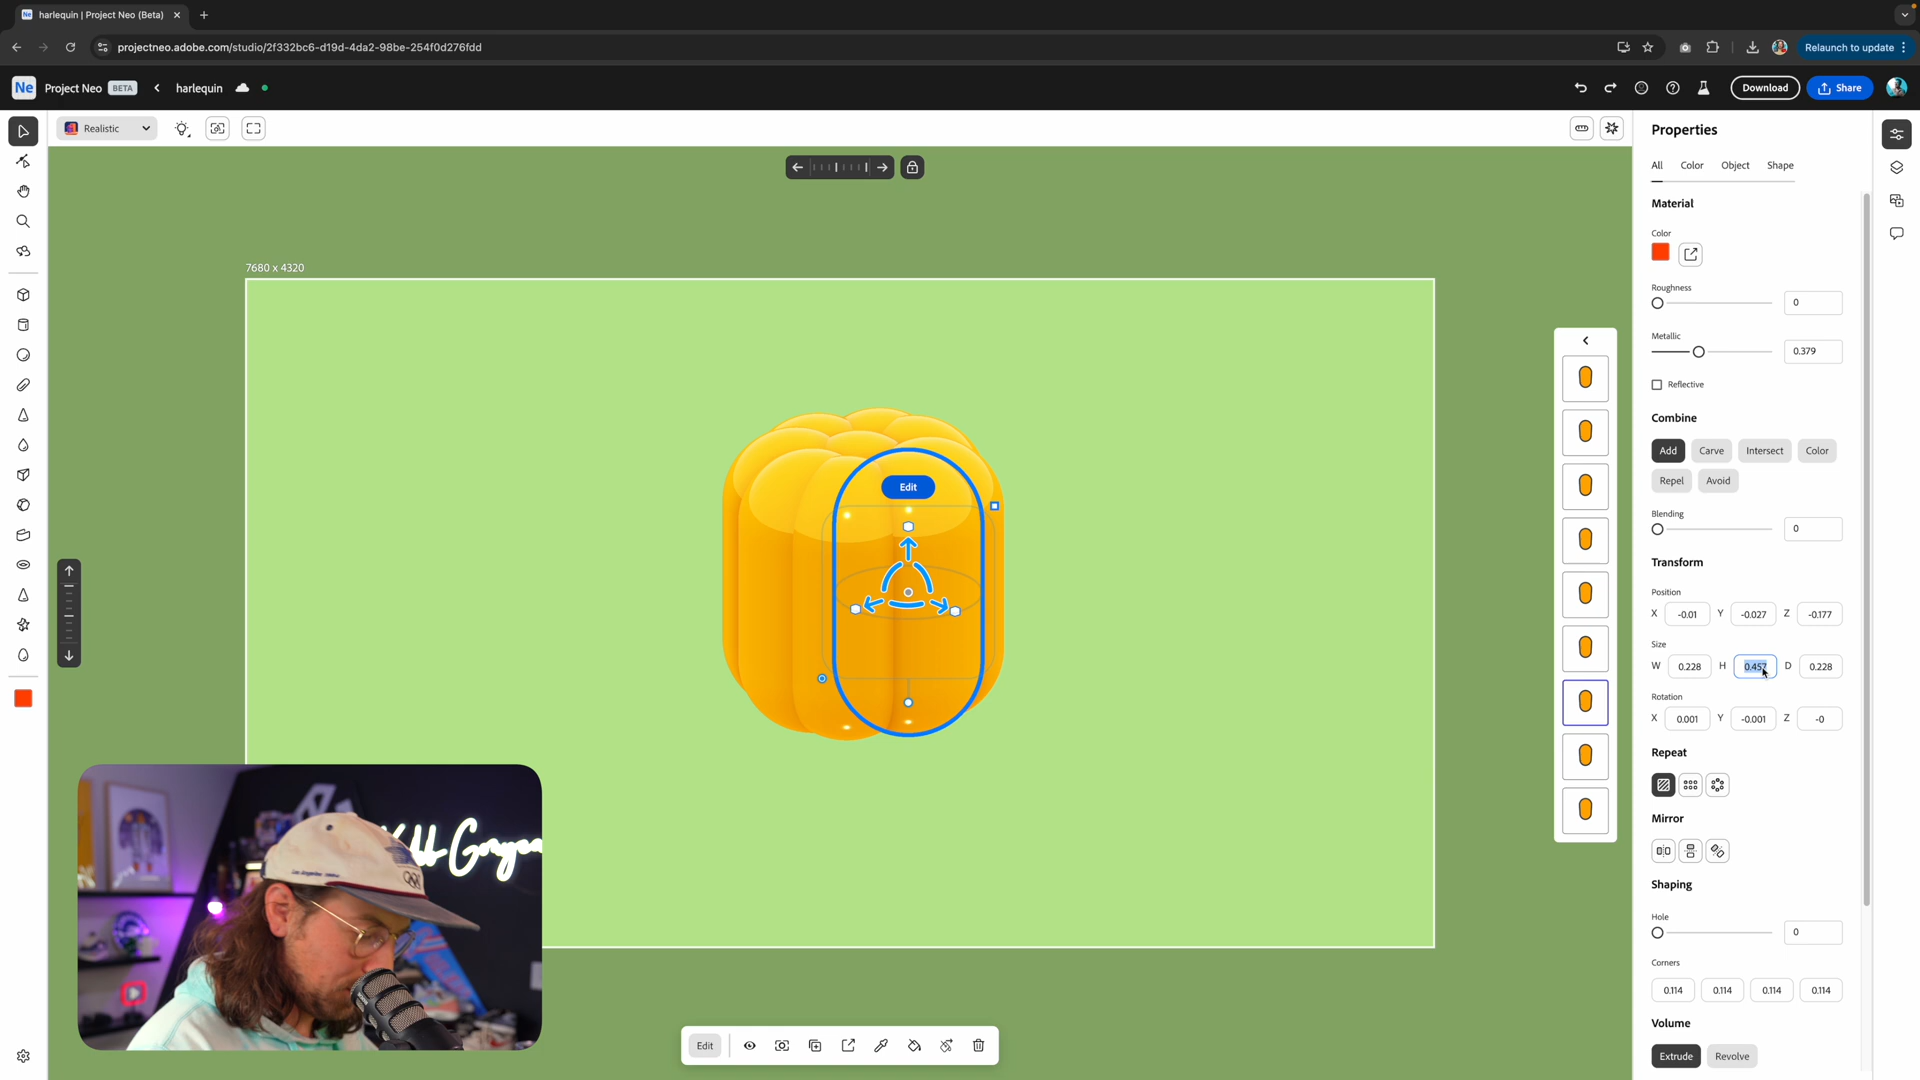 harlequin | Project Neo (Beta)
projectneo.adobe.com/studio/2f332bc6-d19d-4da2-98be-254f0d276fdd
Relaunch to update
Ne Project Neo BETA harlequin
Download Share
Realistic
Properties
All Color Object Shape
Material
Color
Roughness
0
Metallic
0.379
Reflective
Combine
Add Carve Intersect Color
Repel Avoid
Blending
0
Transform
Position
X -0.01 Y -0.027 Z -0.177
Size
W 0.228 H 0.457 D 0.228
Rotation
X 0.001 Y -0.001 Z -0
Repeat
Mirror
Shaping
Hole
0
Corners
0.114 0.114 0.114 0.114
Volume
Extrude Revolve
7680 x 4320
Edit
Edit